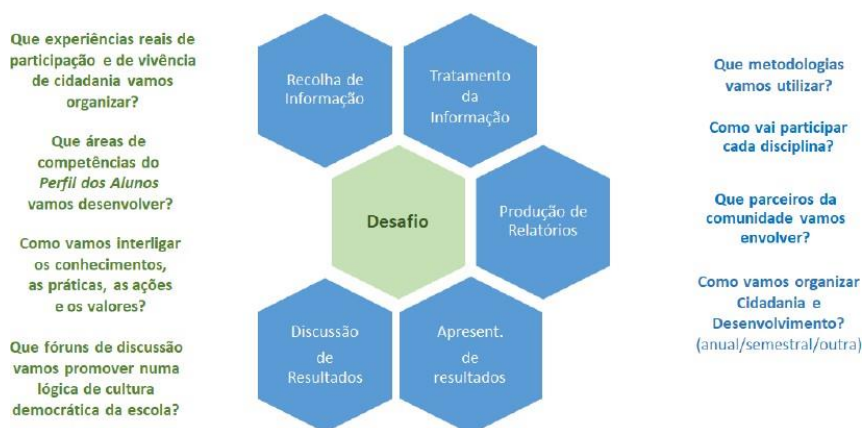 Que experiências reais de
participação e de vivência
de cidadania vamos
organizar?
Que áreas de
competências do
Perfil dos Alunos
vamos desenvolver?
Como vamos interligar
os conhecimentos,
as práticas, as ações
e os valores?
Que fóruns de discussão
vamos promover numa
lógica de cultura
democrática da escola?
Recolha de
Informação
Tratamento
da
Informação
Desafio
Produção de
Relatórios
Discussão
de
Resultados
Apresent.
de
resultados
Que metodologias
vamos utilizar?
Como vai participar
cada disciplina?
Que parceiros da
comunidade vamos
envolver?
Como vamos organizar
Cidadania e
Desenvolvimento?
(anual/semestral/outra)